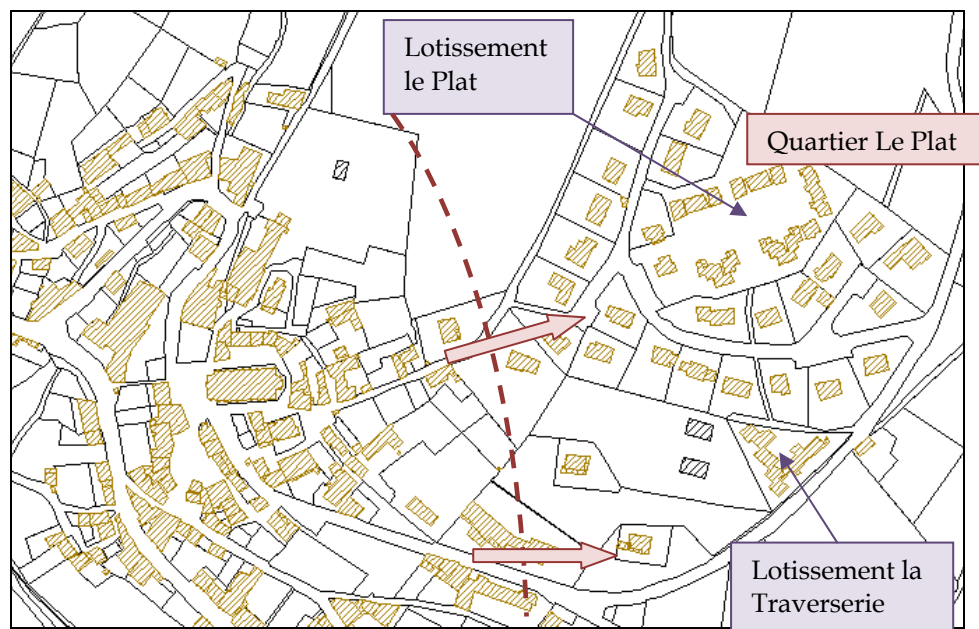 Lotissement
le Plat
Quartier Le Plat
Lotissement la
Traverserie